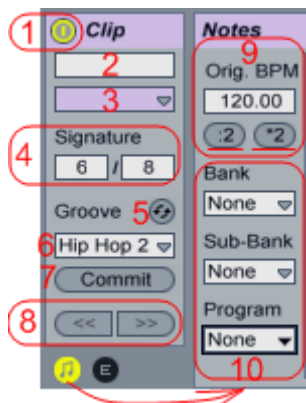 1 Clip
2
3
Signature
4 6 / 8
Groove 5
6 Hip Hop 2
7 Commit
8 << >>
E
Notes
9
Orig. BPM
120.00
:2 *2
Bank
None
Sub-Bank
None
Program
None
10